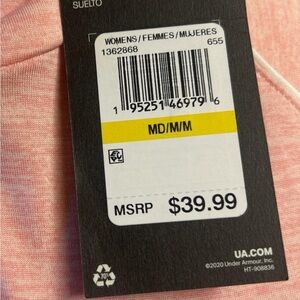 SUELTO
WOMENS/FEMMES/MUJERES
1362868 655
1 95251 46979 6
MD/M/M
MSRP $39.99
UA.COM
©2020 Under Armour, Inc.
HT-908836